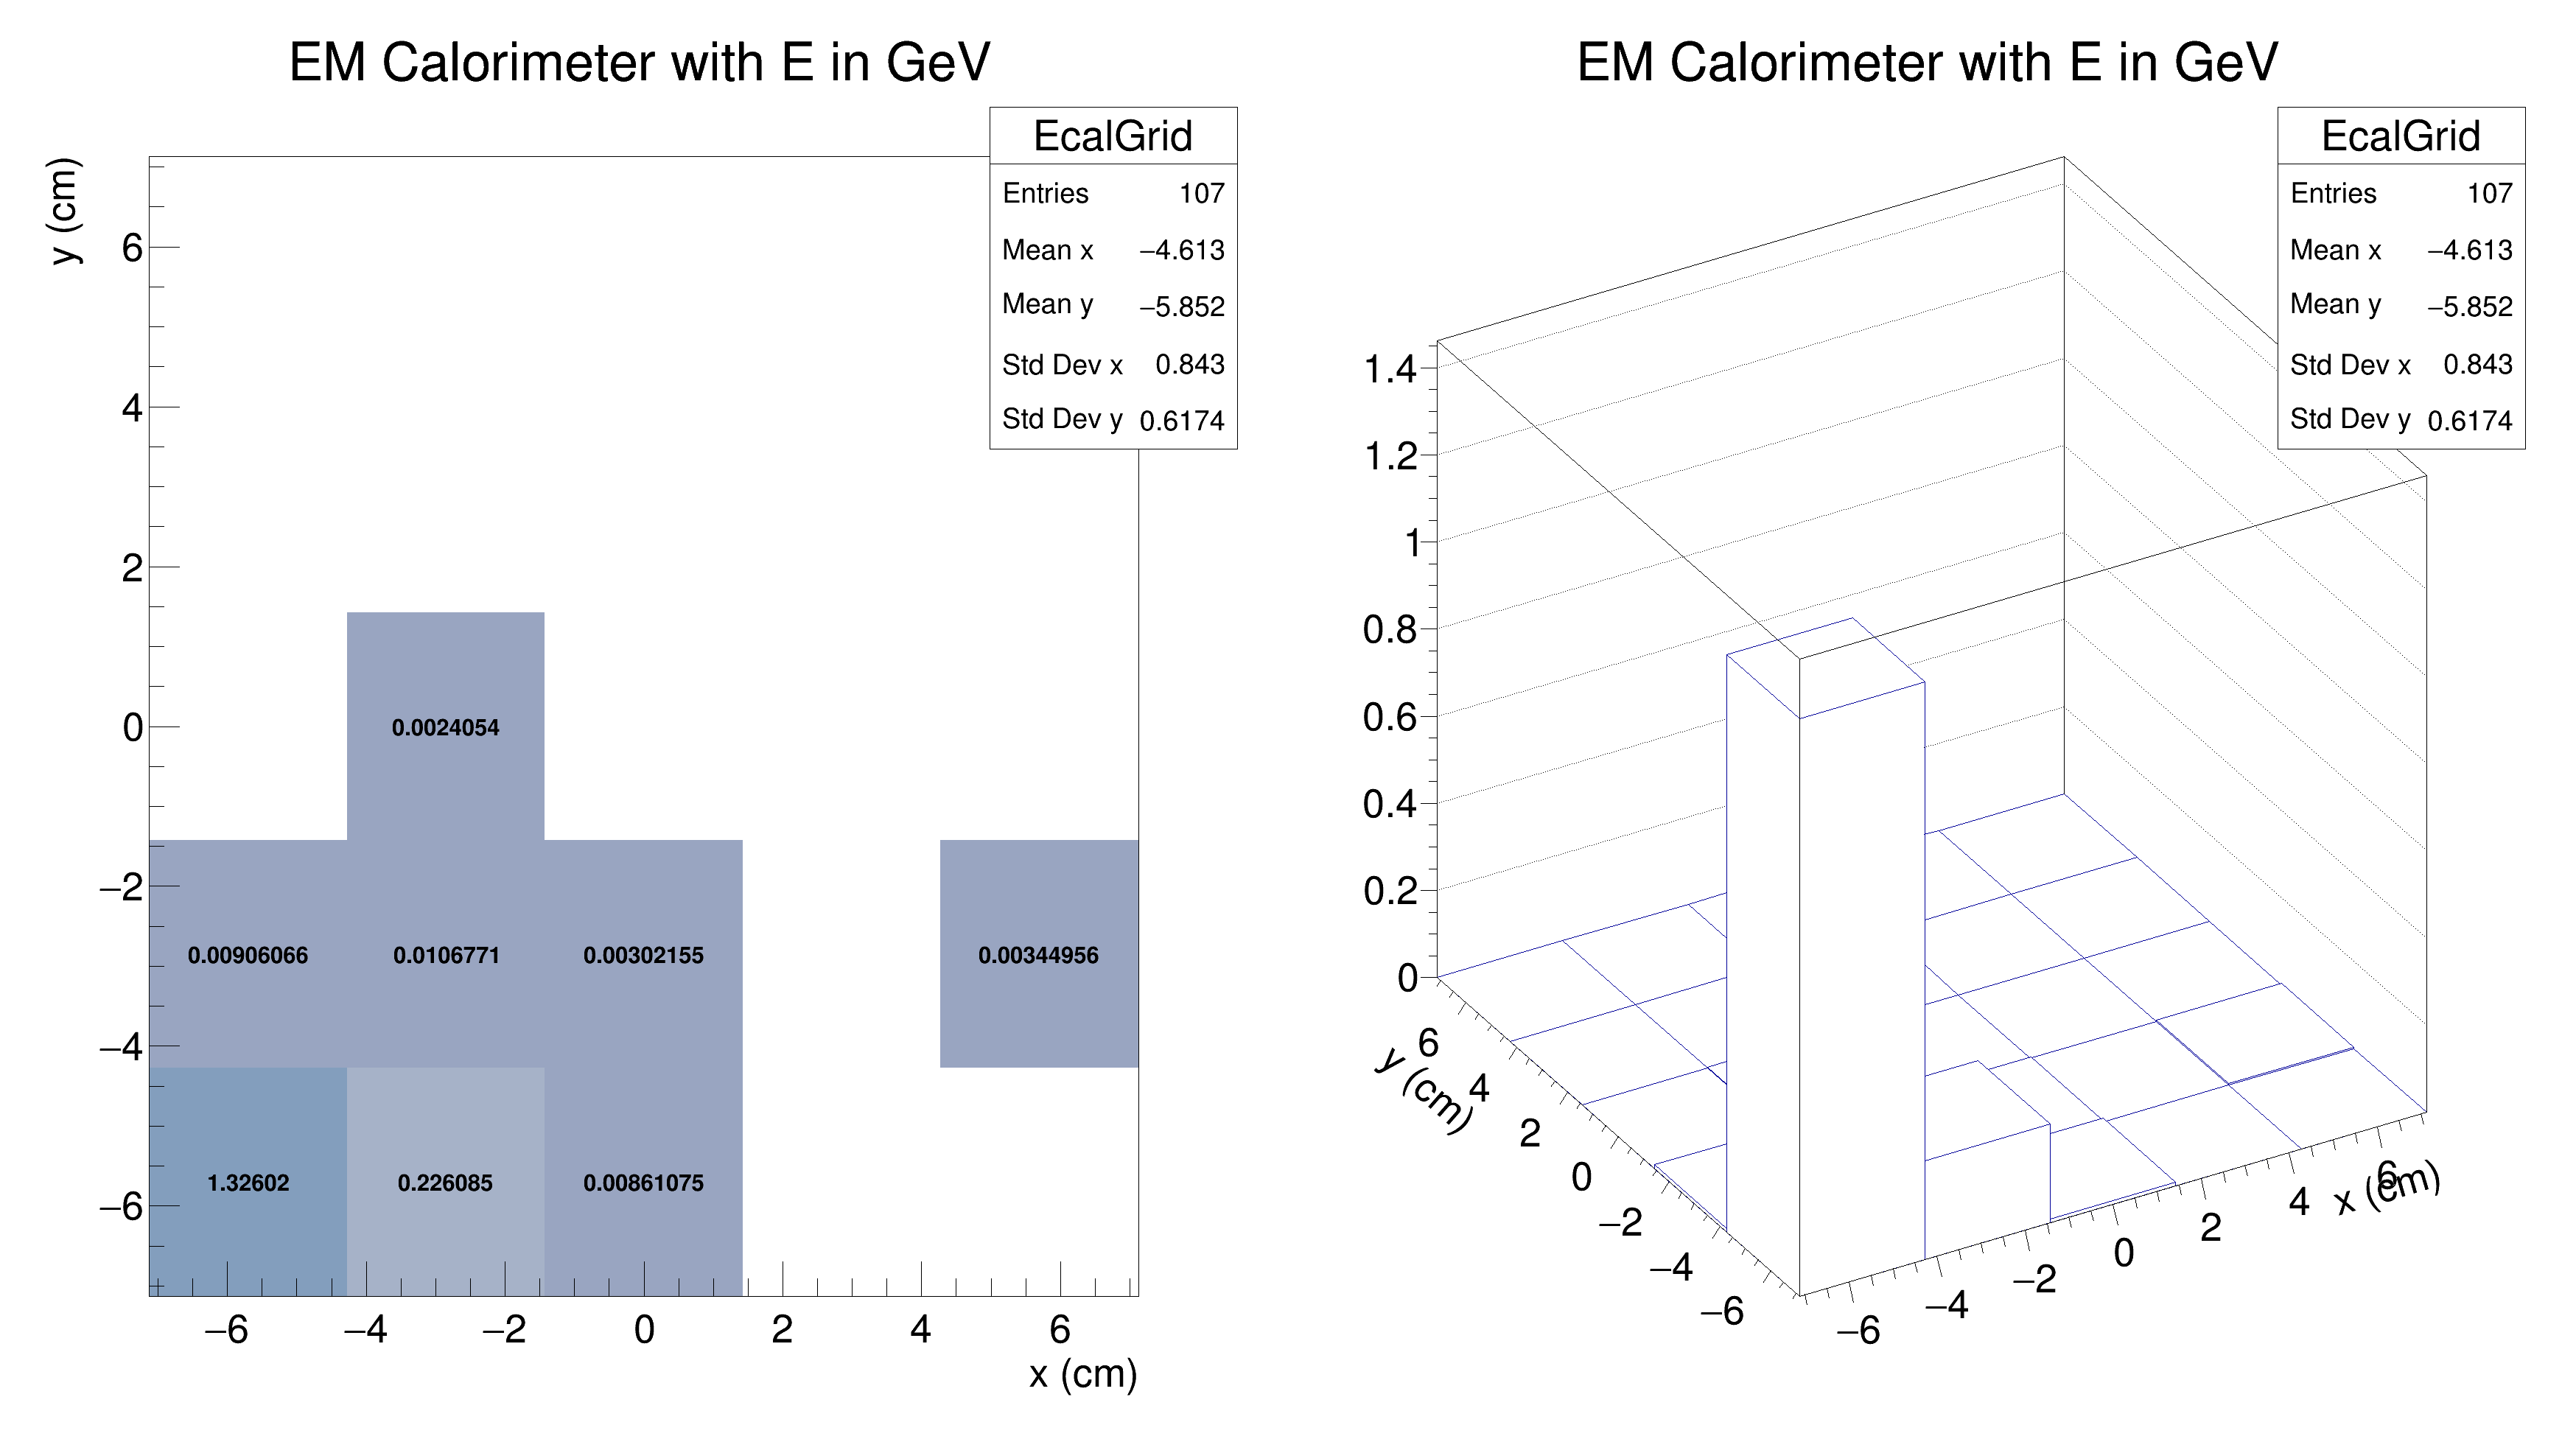 EM Calorimeter with E in GeV
EcalGrid
Entries 107
Mean x −4.613
Mean y −5.852
Std Dev x 0.843
Std Dev y 0.6174
y (cm)
6
4
2
0
−2
−4
−6
0.0024054
0.00906066 0.0106771 0.00302155 0.00344956
1.32602 0.226085 0.00861075
−6 −4 −2 0 2 4 6
x (cm)
EM Calorimeter with E in GeV
EcalGrid
Entries 107
Mean x −4.613
Mean y −5.852
Std Dev x 0.843
Std Dev y 0.6174
1.4
1.2
1
0.8
0.6
0.4
0.2
0
y (cm)
6
4
2
0
−2
−4
−6
−6
−4
−2
0
2
4
6
x (cm)